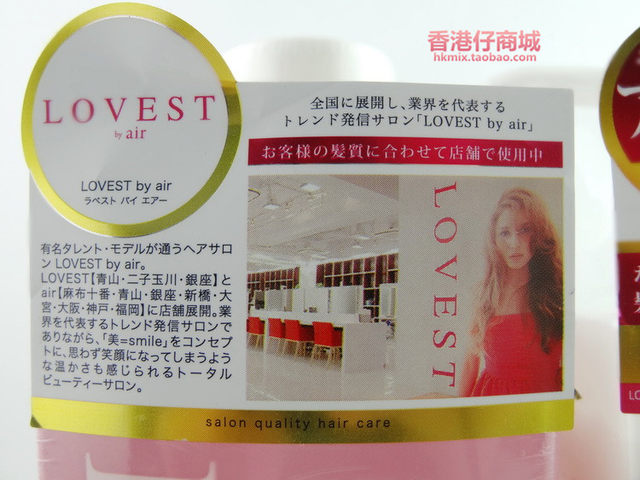 香港仔商城
hkmix.taobao.com
LOVEST
by air
LOVEST by air
ラベスト バイ エアー
全国に展開し、業界を代表する
トレンド発信サロン「LOVEST by air」
お客様の髪質に合わせて店舗で使用中
LOVEST
有名タレント・モデルが通うヘアサロ
ン LOVEST by air。
LOVEST【青山・二子玉川・銀座】と
air【麻布十番・青山・銀座・新橋・大
宮・大阪・神戸・福岡】に店舗展開。業
界を代表するトレンド発信サロンで
ありながら、「美=smile」をコンセプ
トに、思わず笑顔になってしまうよう
な温かさも感じられるトータル
ビューティーサロン。
salon quality hair care